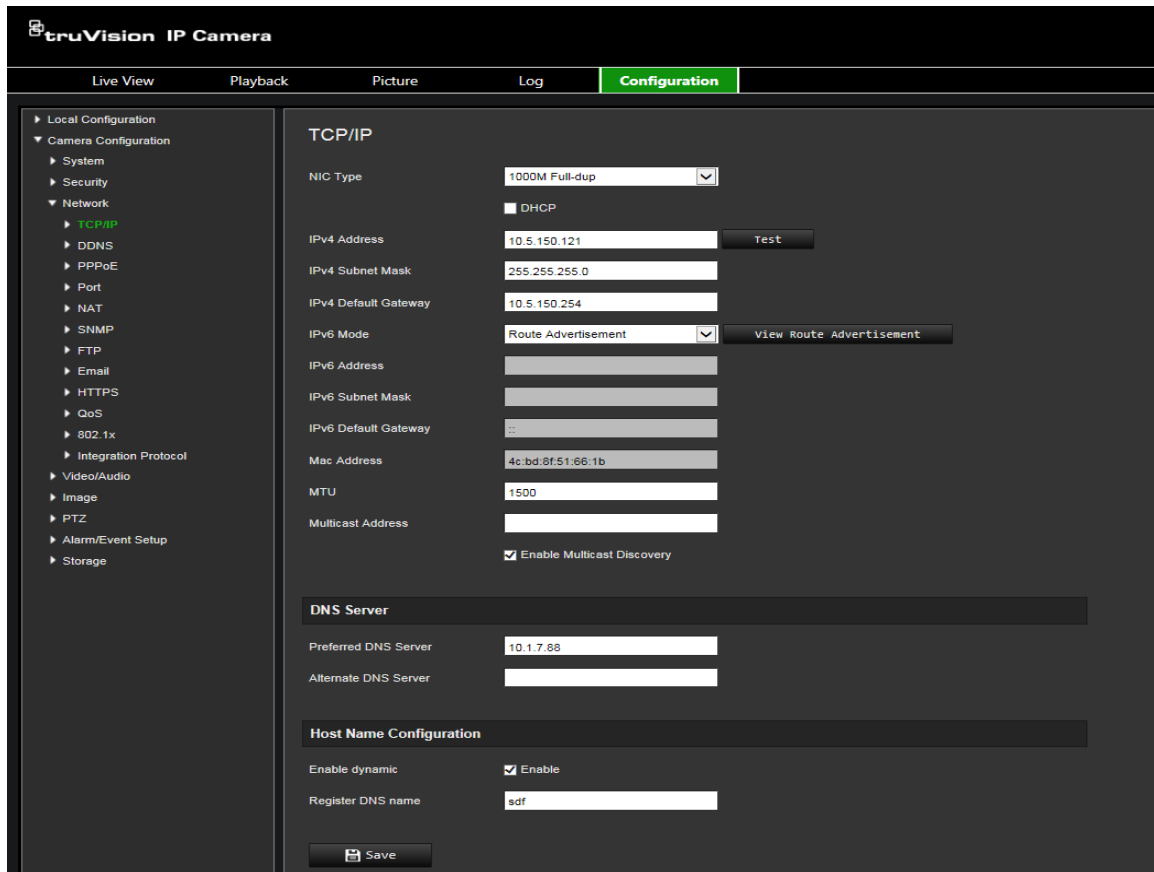 truVision IP Camera
Live View Playback Picture Log Configuration
Local Configuration
Camera Configuration
System
Security
Network
TCP/IP
DDNS
PPPoE
Port
NAT
SNMP
FTP
Email
HTTPS
QoS
802.1x
Integration Protocol
Video/Audio
Image
PTZ
Alarm/Event Setup
Storage
TCP/IP
NIC Type 1000M Full-dup
DHCP
IPv4 Address 10.5.150.121 Test
IPv4 Subnet Mask 255.255.255.0
IPv4 Default Gateway 10.5.150.254
IPv6 Mode Route Advertisement View Route Advertisement
IPv6 Address
IPv6 Subnet Mask
IPv6 Default Gateway ::
Mac Address 4c:bd:8f:51:66:1b
MTU 1500
Multicast Address
Enable Multicast Discovery
DNS Server
Preferred DNS Server 10.1.7.88
Alternate DNS Server
Host Name Configuration
Enable dynamic Enable
Register DNS name sdf
Save